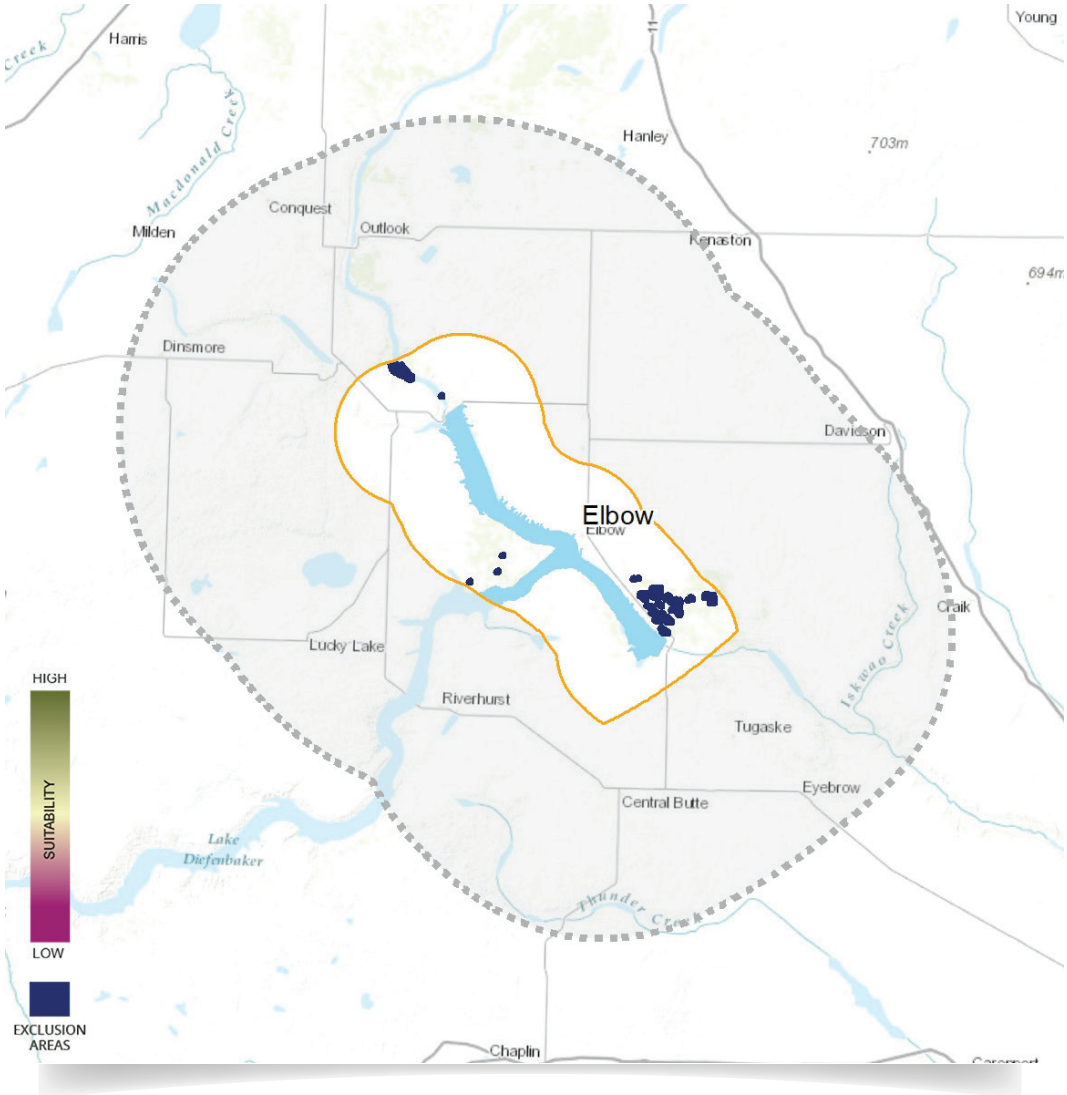 Young
Harris
Creek
11
Hanley
703m
Macdonald Creek
Conquest
Milden
Outlook
Kenaston
694m
Dinsmore
Davidson
Elbow
Elbow
Craik
Iskwao Creek
Lucky Lake
HIGH
Riverhurst
Tugaske
Eyebrow
Central Butte
SUITABILITY
Lake
Diefenbaker
Thunder Creek
LOW
EXCLUSION
AREAS
Chaplin